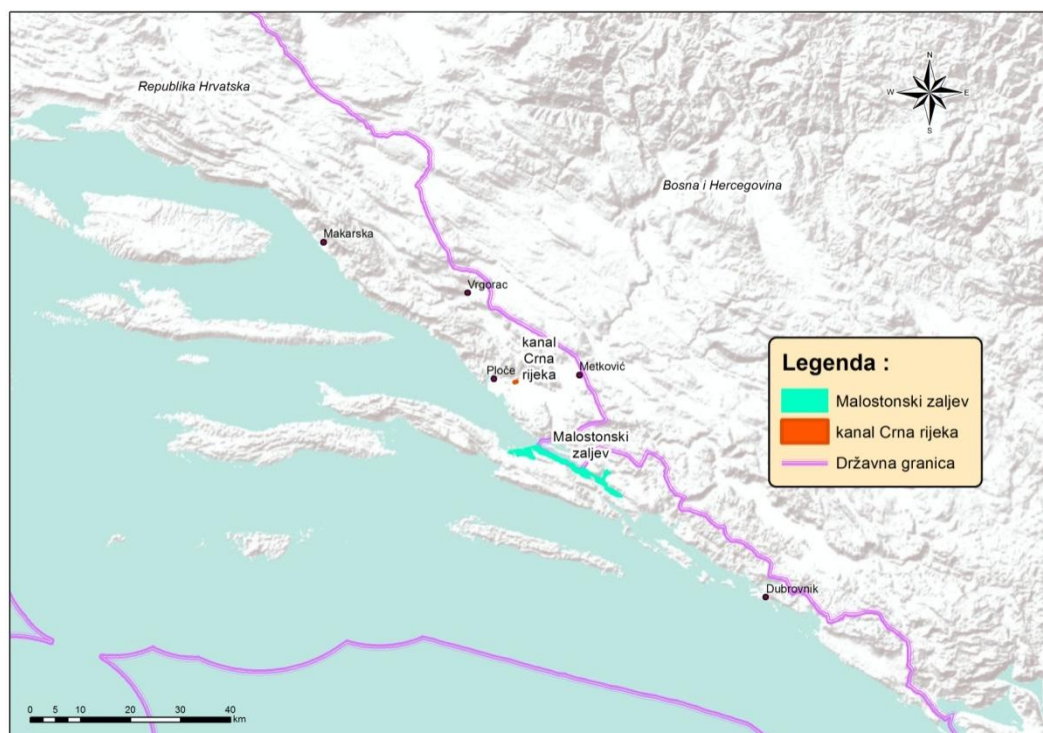 Republika Hrvatska
N
W
E
S
Bosna i Hercegovina
Makarska
Vrgorac
kanal
Crna
rijeka
Ploče
Metković
Malostonski
zaljev
Dubrovnik
Legenda :
Malostonski zaljev
kanal Crna rijeka
Državna granica
0 5 10 20 30 40
km